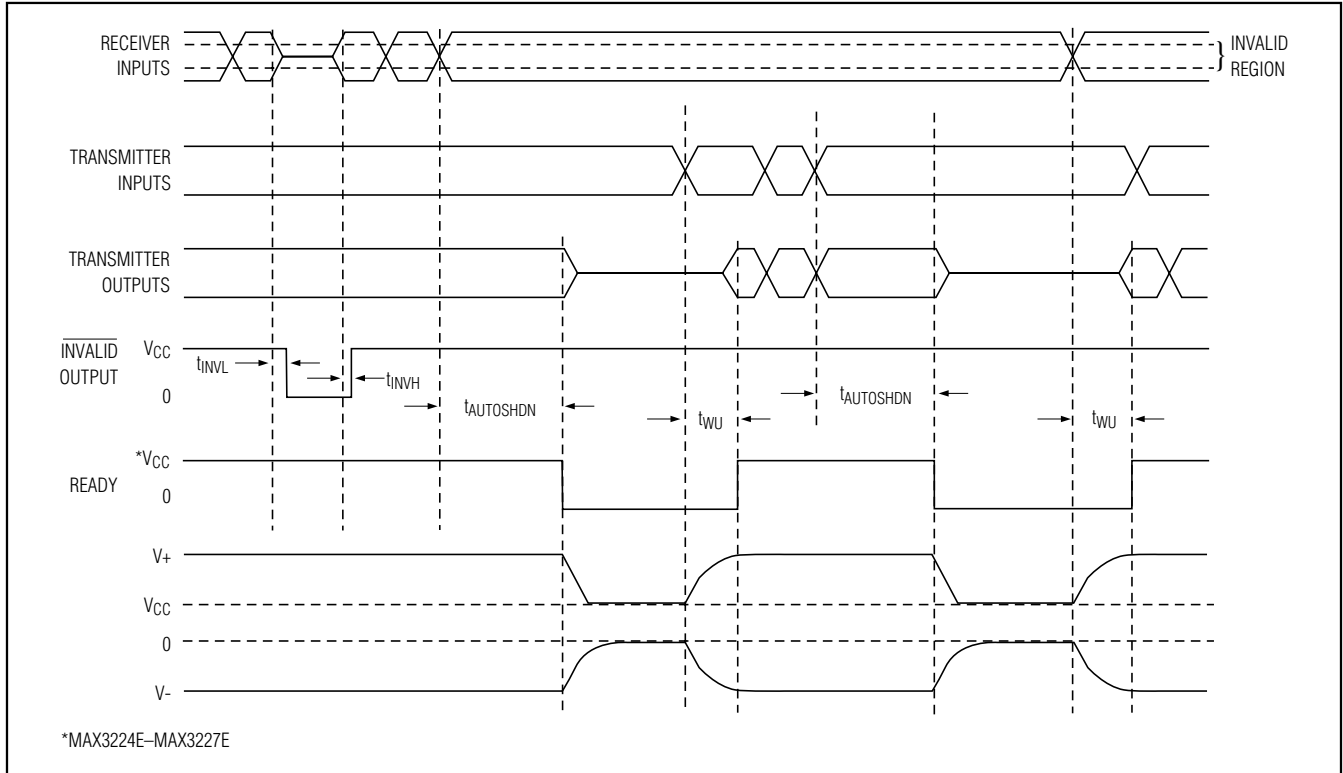 RECEIVER
INPUTS
INVALID
REGION
}
TRANSMITTER
INPUTS
TRANSMITTER
OUTPUTS
INVALID
OUTPUT
VCC
0
tINVL
tINVH
tAUTOSHDN
tWU
tAUTOSHDN
tWU
READY
*VCC
0
V+
VCC
0
V-
*MAX3224E–MAX3227E